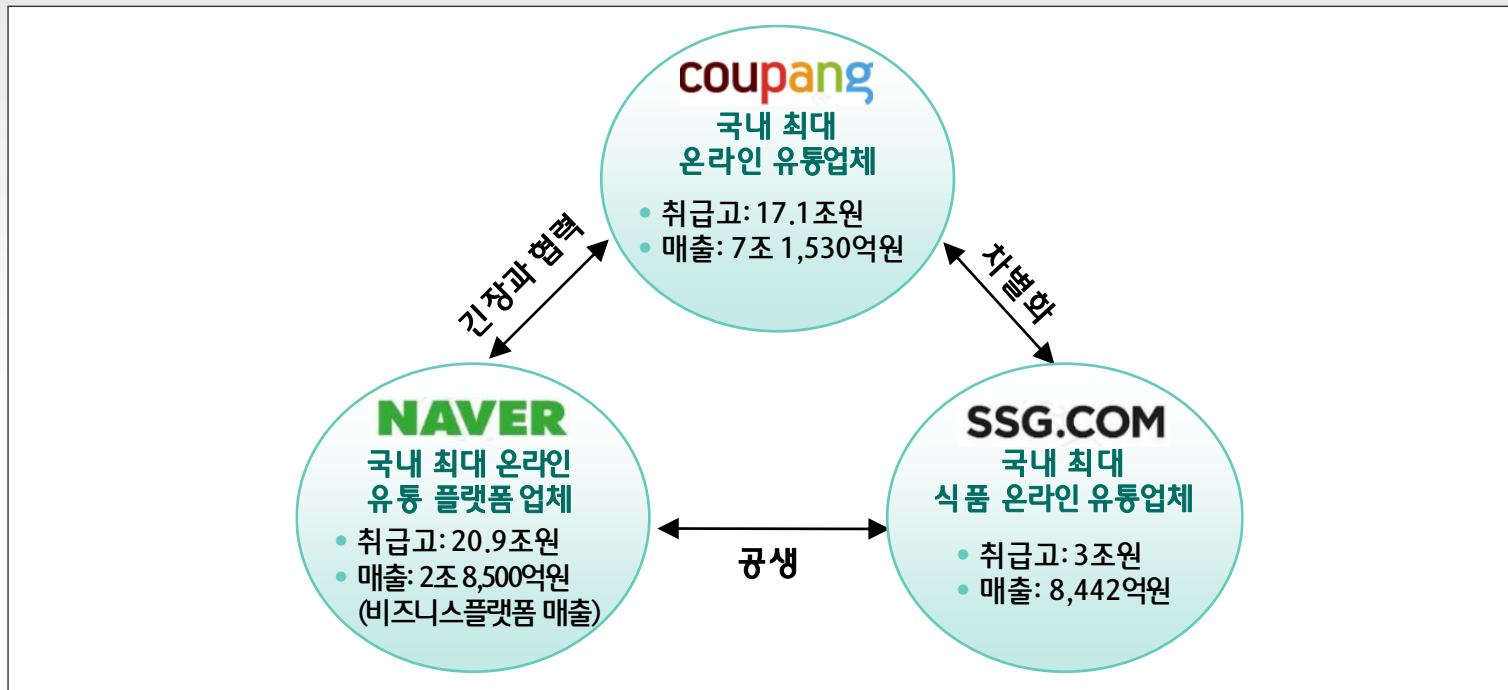 coupang
국내 최대
온라인 유통업체
• 취급고: 17.1조원
• 매출: 7조 1,530억원
긴장과 협력
차별화
NAVER
국내 최대 온라인
유통 플랫폼 업체
• 취급고: 20.9조원
• 매출: 2조 8,500억원
(비즈니스플랫폼 매출)
공생
SSG.COM
국내 최대
식품 온라인 유통업체
• 취급고: 3조원
• 매출: 8,442억원